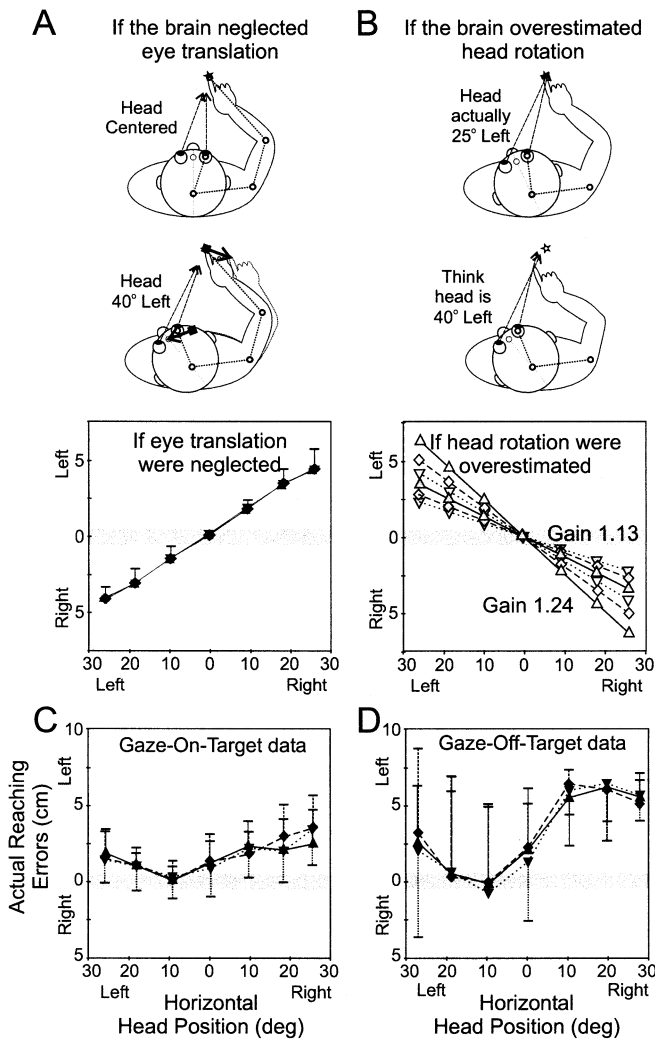 A
If the brain neglected
eye translation
B
If the brain overestimated
head rotation
Head
Centered
Head
actually
25° Left
Head
40° Left
Think
head is
40° Left
If eye translation
were neglected
Left
5
0
5
Right
30 20 10 0 10 20 30
Left Right
If head rotation were
overestimated
Gain 1.13
Gain 1.24
Left
5
0
5
Right
30 20 10 0 10 20 30
Left Right
C
Gaze-On-Target data
Actual Reaching
Errors (cm)
10
Left
5
0
Right
5
30 20 10 0 10 20 30
Left Right
Horizontal
Head Position (deg)
D
Gaze-Off-Target data
10
Left
5
0
Right
5
30 20 10 0 10 20 30
Left Right
Horizontal
Head Position (deg)